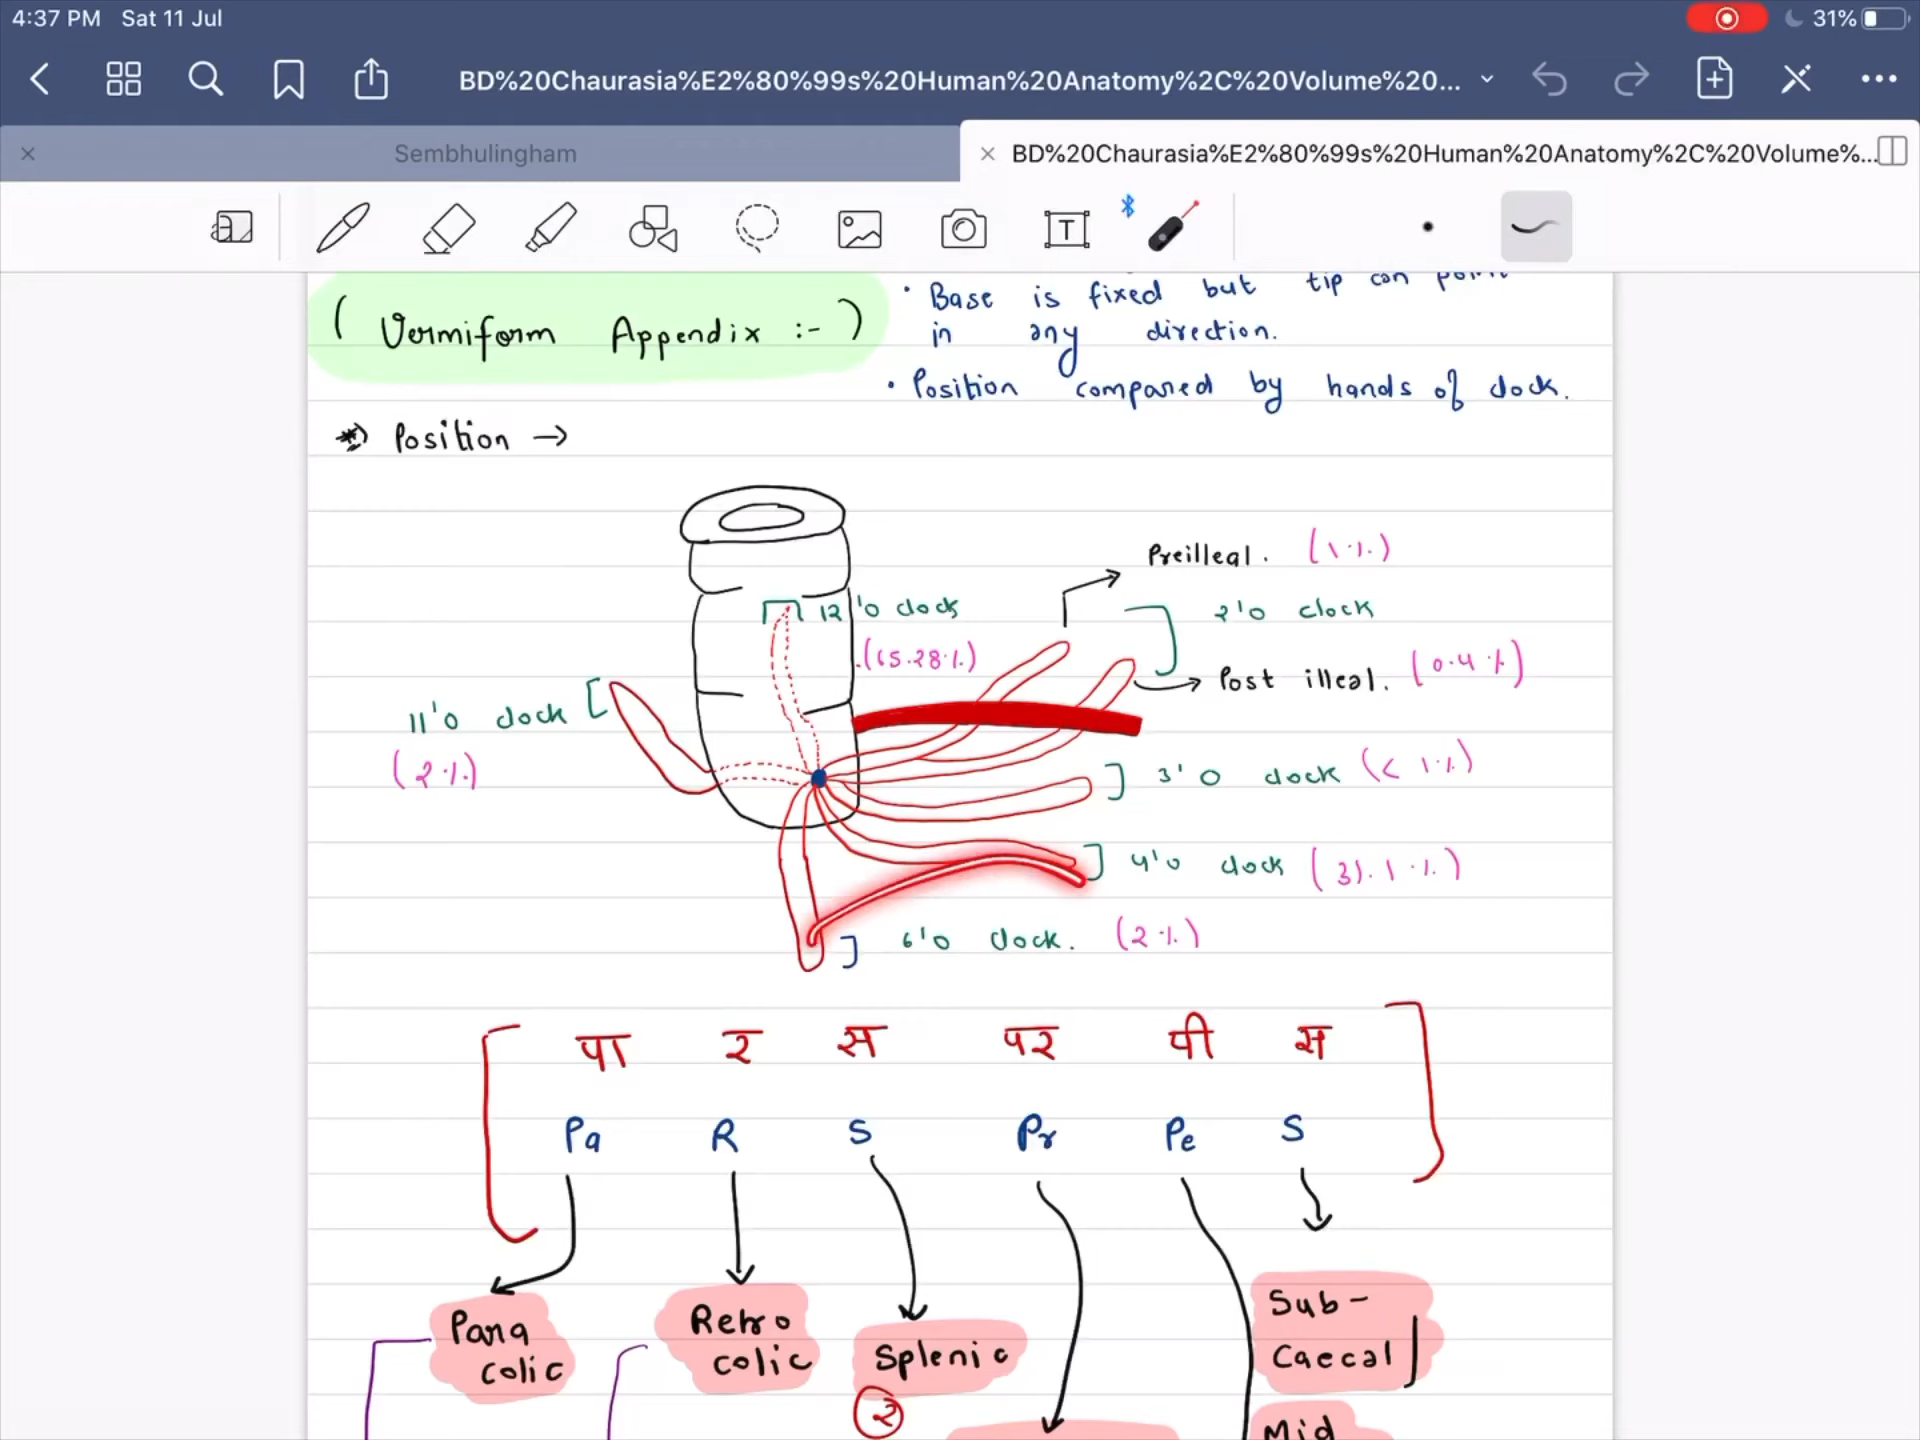 4:37 PM Sat 11 Jul
31%
BD%20Chaurasia%E2%80%99s%20Human%20Anatomy%2C%20Volume%20...
Sembhulingham
BD%20Chaurasia%E2%80%99s%20Human%20Anatomy%2C%20Volume%...
T
( Vermiform Appendix :- )
• Base is fixed but tip can point
in any direction.
• Position compared by hands of clock.
Position →
Preilleal. (1%)
12'o clock
2'o clock
(65.28%)
Post illeal. (0.4%)
11'o clock
(2%)
3'o clock (< 1%)
4'o clock (31.1%)
6'o clock. (2%)
पा र स पर पी स
Pa R S Pr Pe S
Para
colic
Retro
colic
Splenic
2
Sub-
Caecal
Mid